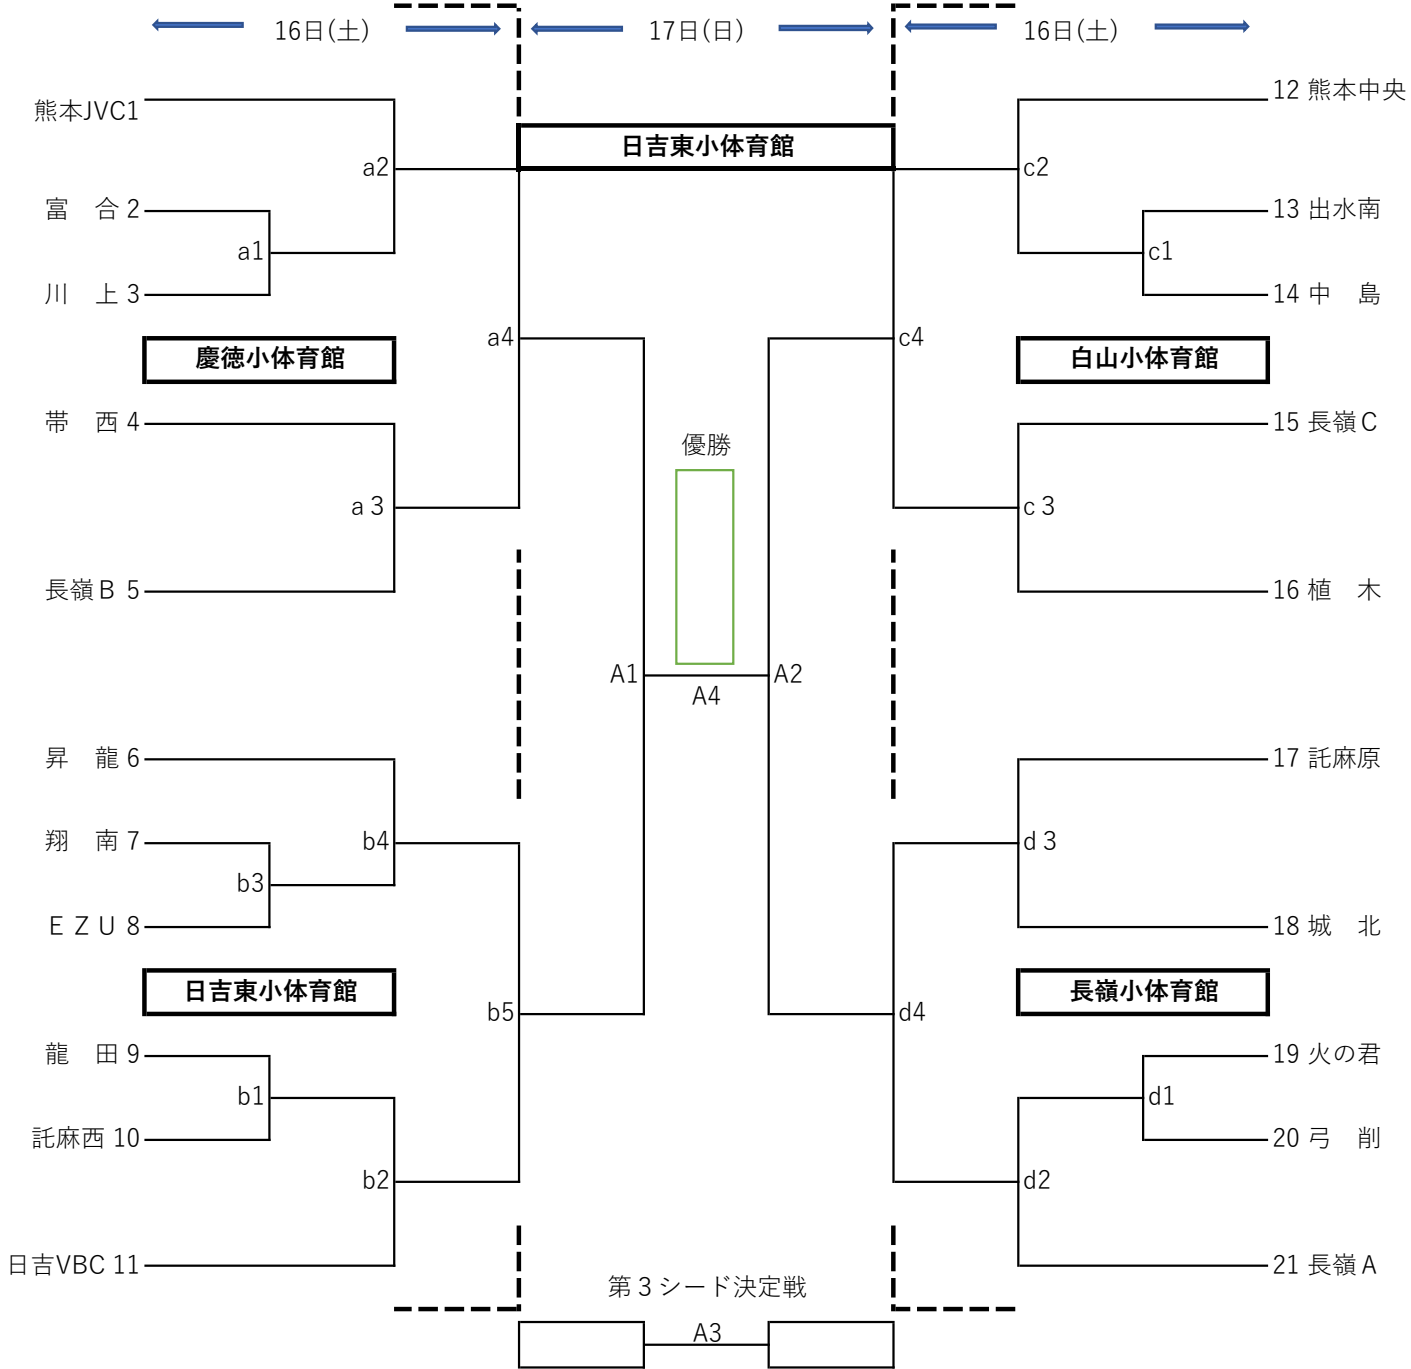 16日(土)
17日(日)
16日(土)
日吉東小体育館
熊本JVC1
富　合 2
川　上 3
a2
a1
慶徳小体育館
帯　西 4
長嶺Ｂ 5
a 3
a4
昇　龍 6
翔　南 7
ＥＺＵ 8
b4
b3
日吉東小体育館
龍　田 9
託麻西 10
日吉VBC 11
b1
b2
b5
優勝
A1
A2
A4
12 熊本中央
13 出水南
14 中　島
c2
c1
白山小体育館
15 長嶺Ｃ
16 植　木
c 3
c4
17 託麻原
18 城　北
d 3
長嶺小体育館
19 火の君
20 弓　削
21 長嶺Ａ
d1
d2
d4
第３シード決定戦
A3